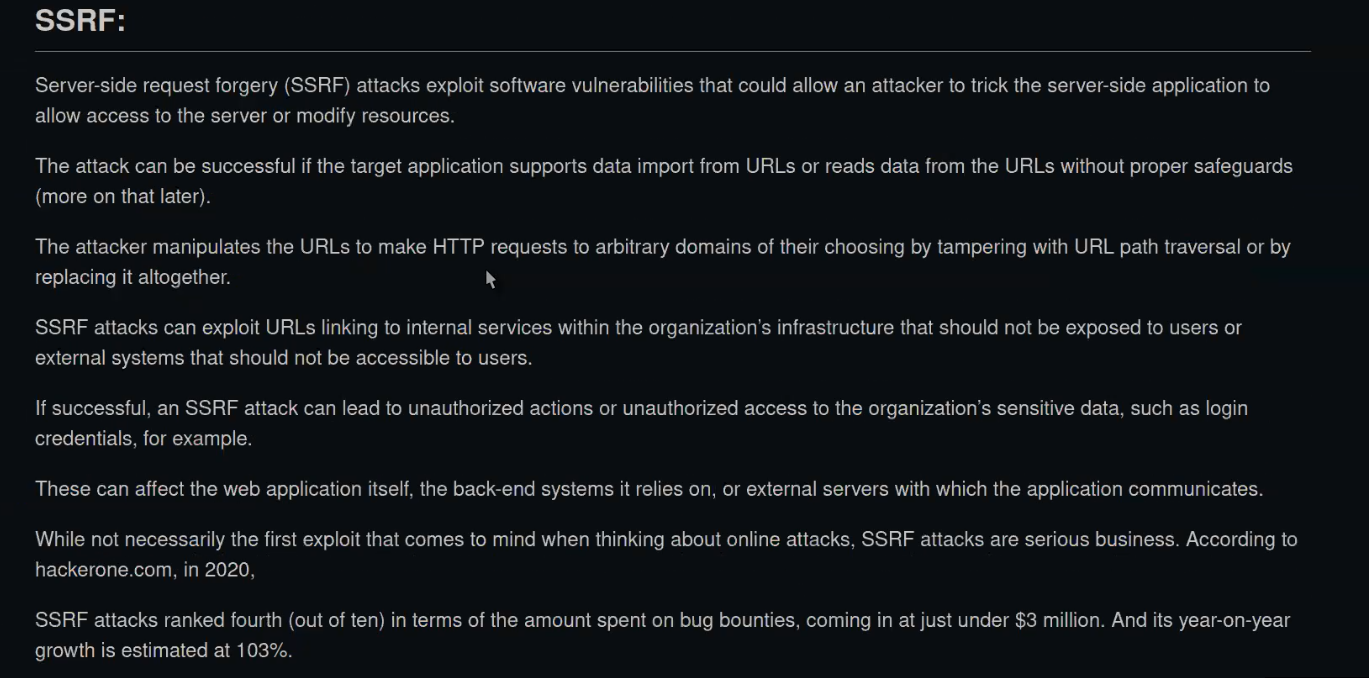 SSRF:
Server-side request forgery (SSRF) attacks exploit software vulnerabilities that could allow an attacker to trick the server-side application to
allow access to the server or modify resources.
The attack can be successful if the target application supports data import from URLs or reads data from the URLs without proper safeguards
(more on that later).
The attacker manipulates the URLs to make HTTP requests to arbitrary domains of their choosing by tampering with URL path traversal or by
replacing it altogether.
SSRF attacks can exploit URLs linking to internal services within the organization's infrastructure that should not be exposed to users or
external systems that should not be accessible to users.
If successful, an SSRF attack can lead to unauthorized actions or unauthorized access to the organization's sensitive data, such as login
credentials, for example.
These can affect the web application itself, the back-end systems it relies on, or external servers with which the application communicates.
While not necessarily the first exploit that comes to mind when thinking about online attacks, SSRF attacks are serious business. According to
hackerone.com, in 2020,
SSRF attacks ranked fourth (out of ten) in terms of the amount spent on bug bounties, coming in at just under $3 million. And its year-on-year
growth is estimated at 103%.